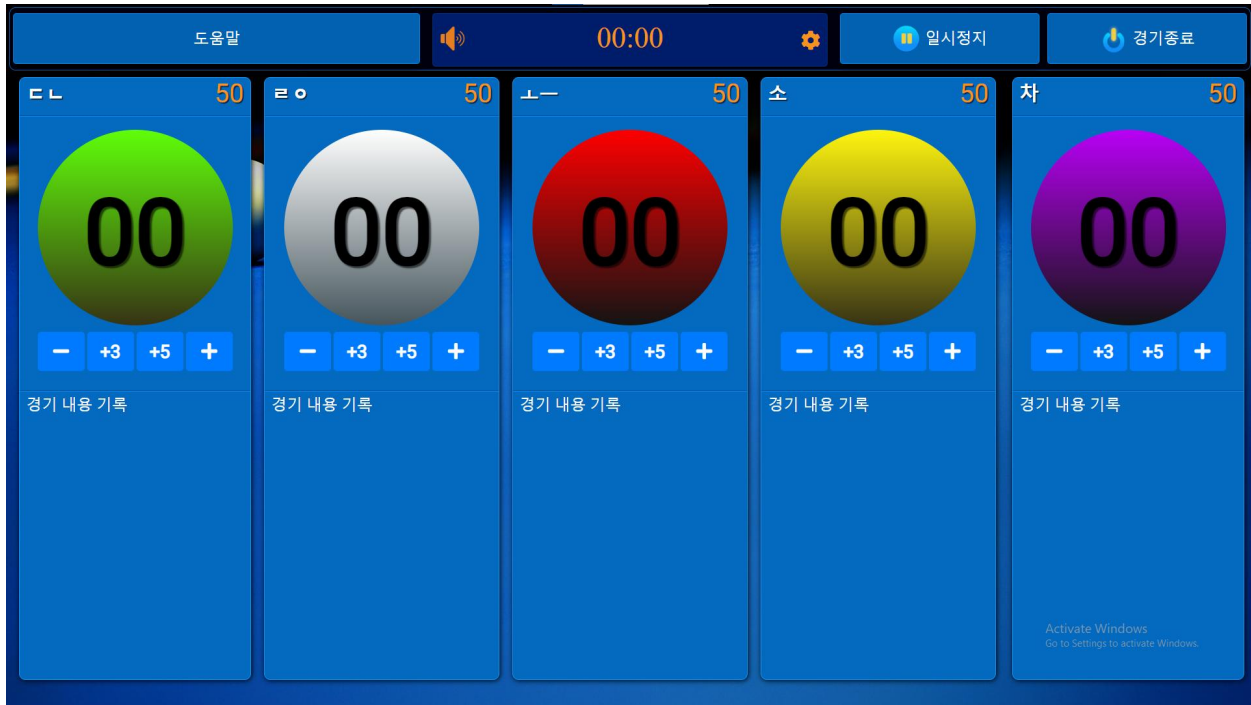 도움말
00:00
일시정지
경기종료
ㄷㄴ 50
ㄹㅇ 50
ㅗㅡ 50
소 50
차 50
00
00
00
00
00
− +3 +5 +
− +3 +5 +
− +3 +5 +
− +3 +5 +
− +3 +5 +
경기 내용 기록
경기 내용 기록
경기 내용 기록
경기 내용 기록
경기 내용 기록
Activate Windows
Go to Settings to activate Windows.